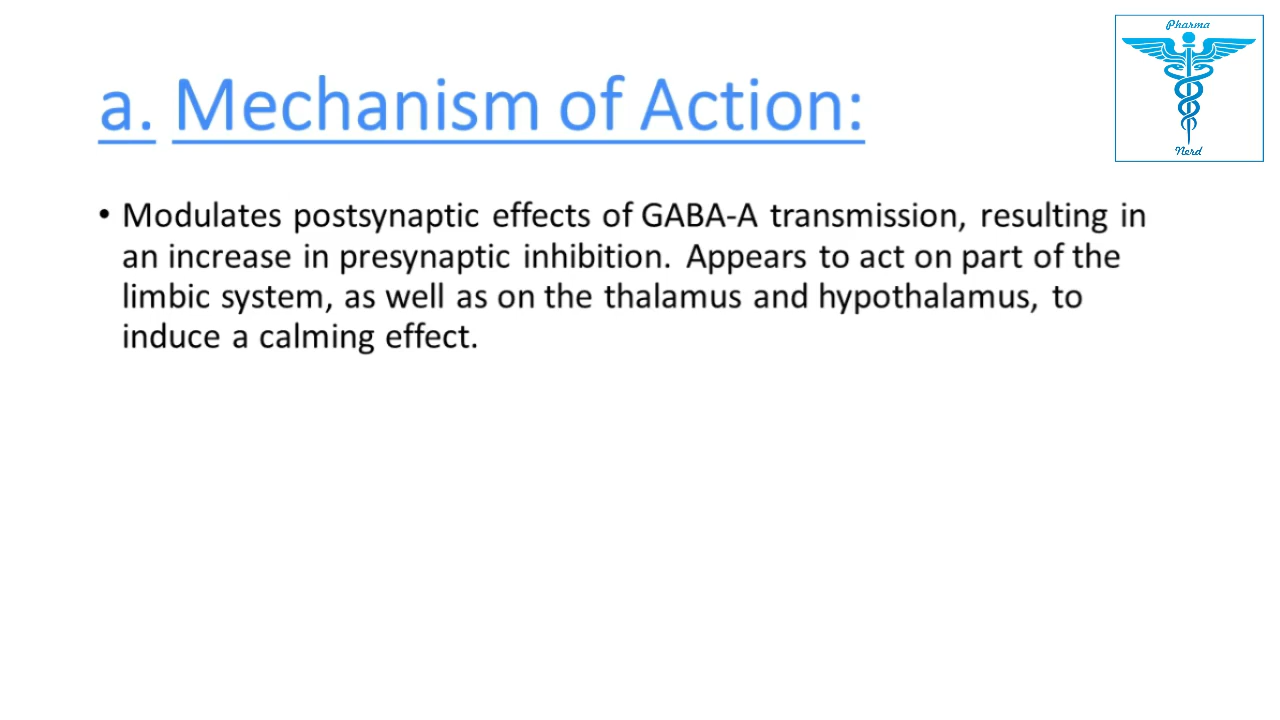 Pharma
Nerd
a. Mechanism of Action:
• Modulates postsynaptic effects of GABA-A transmission, resulting in
an increase in presynaptic inhibition. Appears to act on part of the
limbic system, as well as on the thalamus and hypothalamus, to
induce a calming effect.